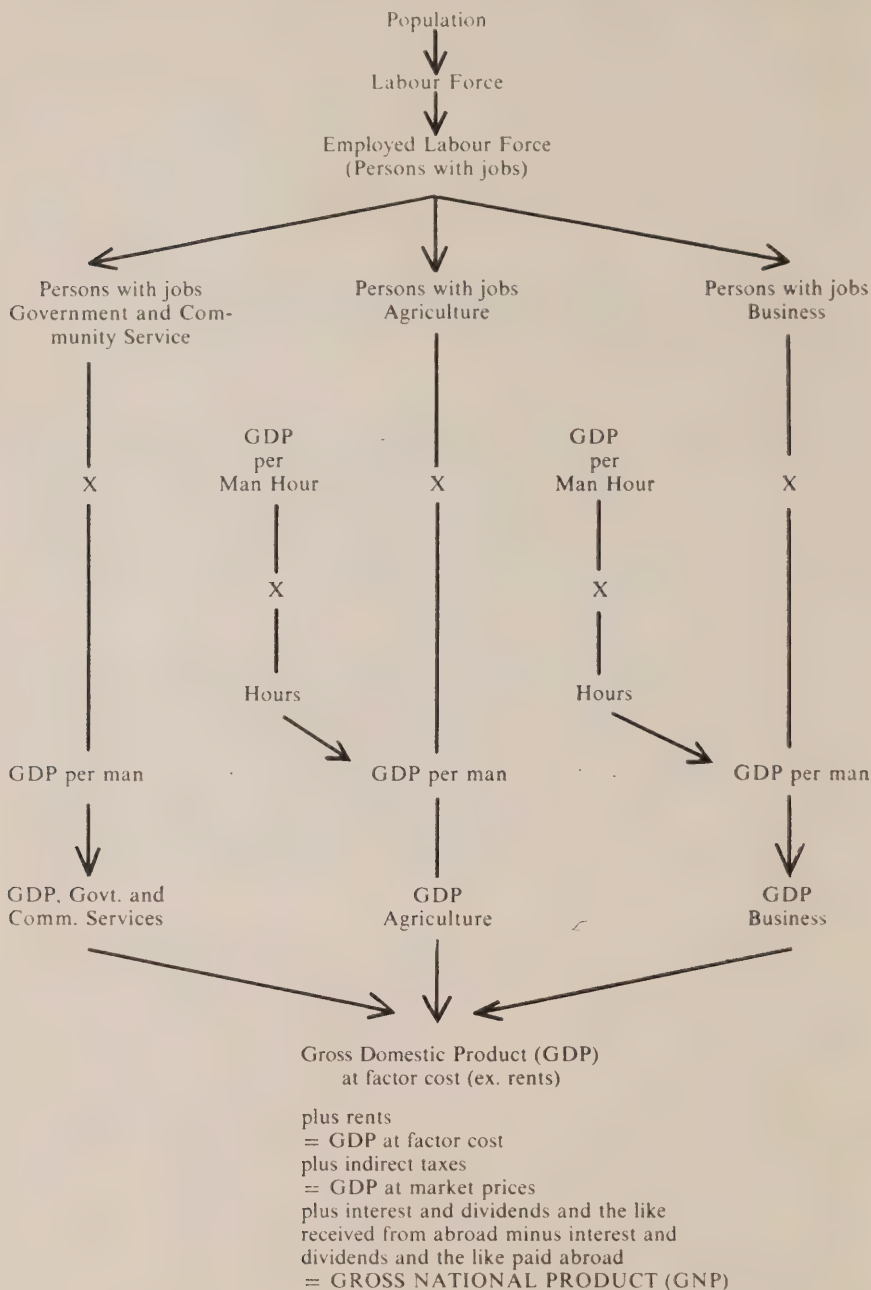 Population
Labour Force
Employed Labour Force
(Persons with jobs)
Persons with jobs
Government and Com-
munity Service
Persons with jobs
Agriculture
Persons with jobs
Business
GDP
per
Man Hour
GDP
per
Man Hour
X
X
X
X
X
Hours
Hours
GDP per man
GDP per man
GDP per man
GDP, Govt. and
Comm. Services
GDP
Agriculture
GDP
Business
Gross Domestic Product (GDP)
at factor cost (ex. rents)
plus rents
= GDP at factor cost
plus indirect taxes
= GDP at market prices
plus interest and dividends and the like
received from abroad minus interest and
dividends and the like paid abroad
= GROSS NATIONAL PRODUCT (GNP)